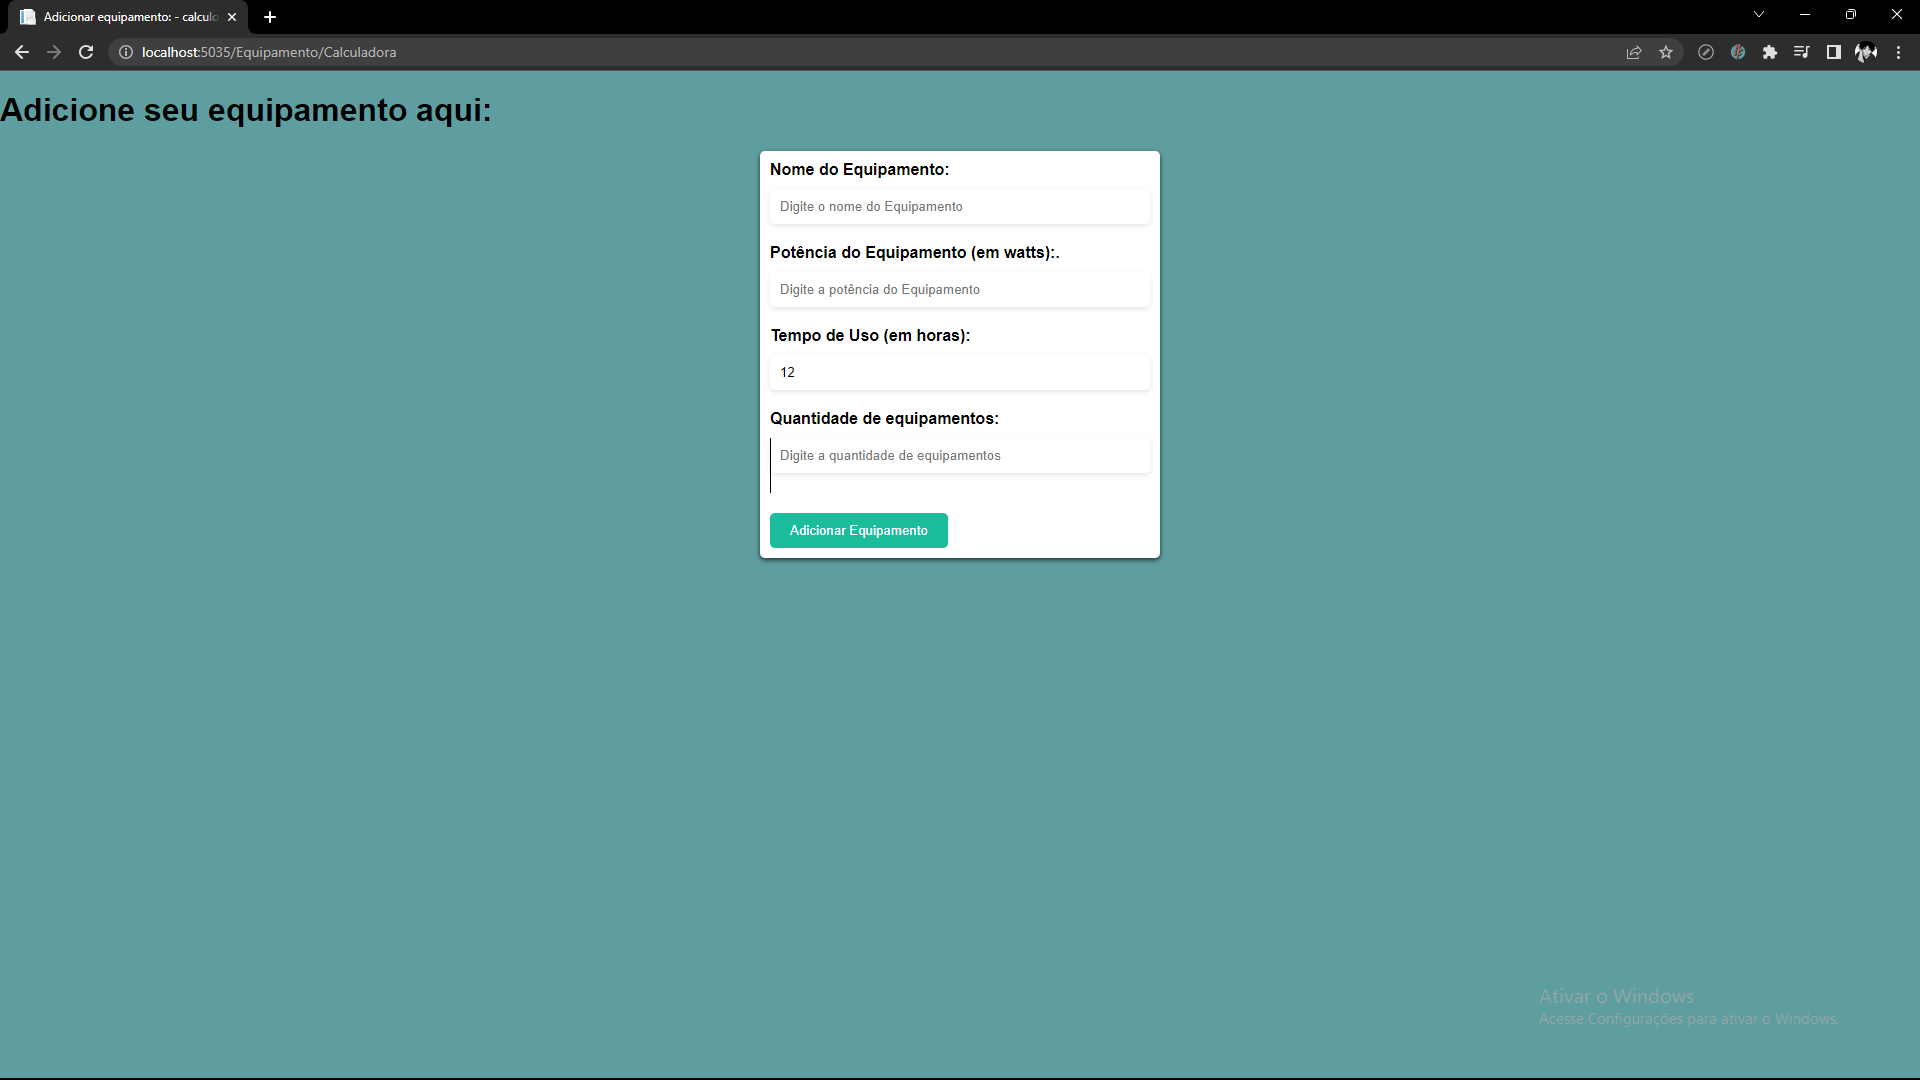 Adicionar equipamento: - calculo
localhost:5035/Equipamento/Calculadora
Adicione seu equipamento aqui:
Nome do Equipamento:
Digite o nome do Equipamento
Potência do Equipamento (em watts):.
Digite a potência do Equipamento
Tempo de Uso (em horas):
12
Quantidade de equipamentos:
Digite a quantidade de equipamentos
Adicionar Equipamento
Ativar o Windows
Acesse Configurações para ativar o Windows.